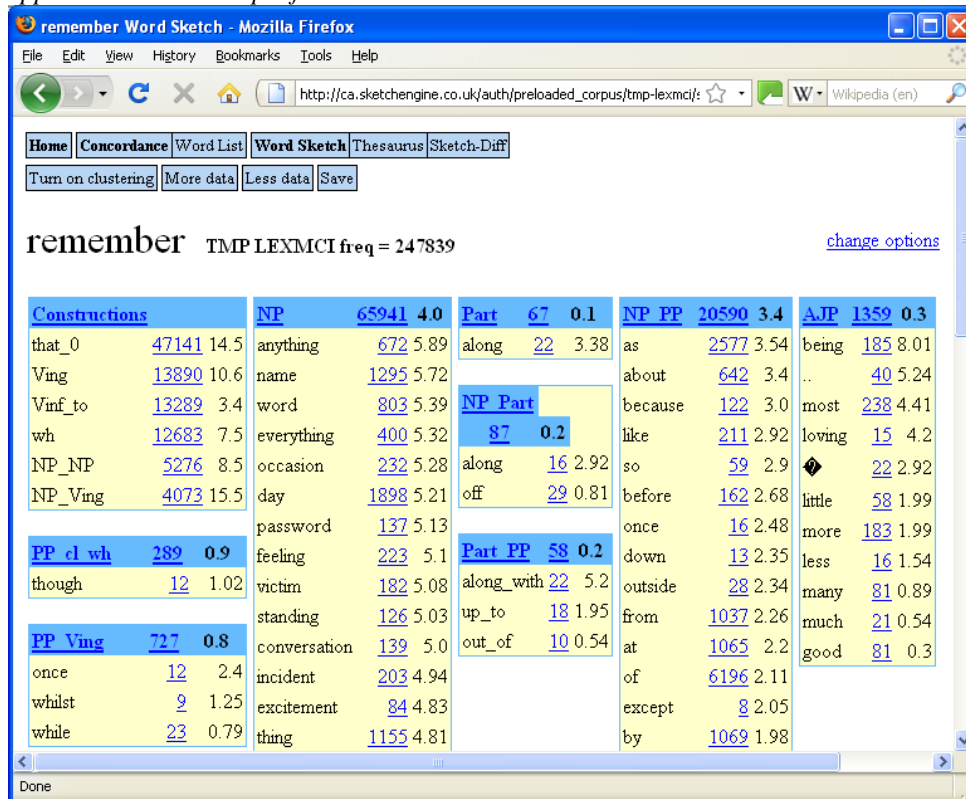 remember Word Sketch - Mozilla Firefox
File Edit View History Bookmarks Tools Help
http://ca.sketchengine.co.uk/auth/preloaded_corpus/tmp-lexmci/: W Wikipedia (en)
Home Concordance Word List Word Sketch Thesaurus Sketch-Diff
Turn on clustering More data Less data Save
remember TMP LEXMCI freq = 247839
change options
Constructions
that_0 47141 14.5
Ving 13890 10.6
Vinf_to 13289 3.4
wh 12683 7.5
NP_NP 5276 8.5
NP_Ving 4073 15.5
PP_cl_wh 289 0.9
though 12 1.02
PP_Ving 727 0.8
once 12 2.4
whilst 9 1.25
while 23 0.79
NP 65941 4.0
anything 672 5.89
name 1295 5.72
word 803 5.39
everything 400 5.32
occasion 232 5.28
day 1898 5.21
password 137 5.13
feeling 223 5.1
victim 182 5.08
standing 126 5.03
conversation 139 5.0
incident 203 4.94
excitement 84 4.83
thing 1155 4.81
Part 67 0.1
along 22 3.38
NP_Part
87 0.2
along 16 2.92
off 29 0.81
Part_PP 58 0.2
along_with 22 5.2
up_to 18 1.95
out_of 10 0.54
NP_PP 20590 3.4
as 2577 3.54
about 642 3.4
because 122 3.0
like 211 2.92
so 59 2.9
before 162 2.68
once 16 2.48
down 13 2.35
outside 28 2.34
from 1037 2.26
at 1065 2.2
of 6196 2.11
except 8 2.05
by 1069 1.98
AJP 1359 0.3
being 185 8.01
.. 40 5.24
most 238 4.41
loving 15 4.2
� 22 2.92
little 58 1.99
more 183 1.99
less 16 1.54
many 81 0.89
much 21 0.54
good 81 0.3
Done